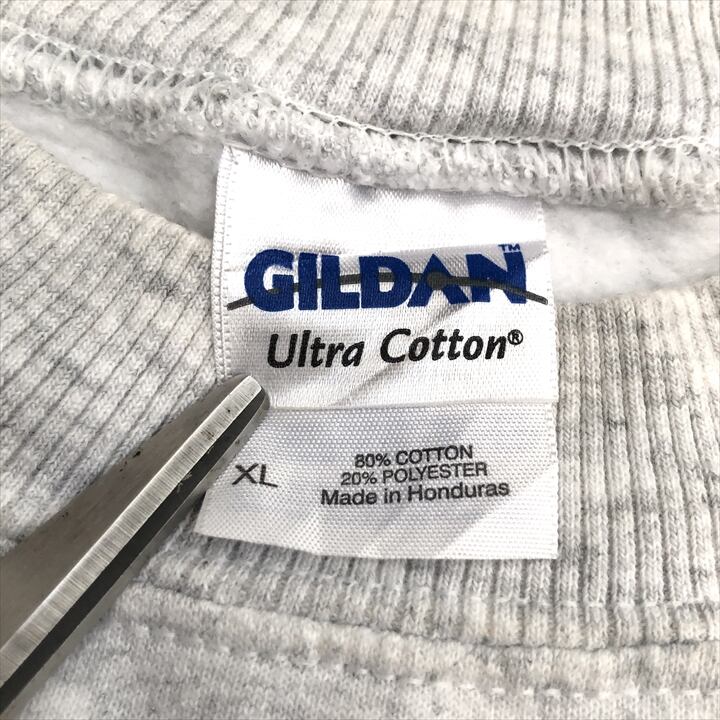 GILDAN™
Ultra Cotton®
XL
80% COTTON
20% POLYESTER
Made in Honduras